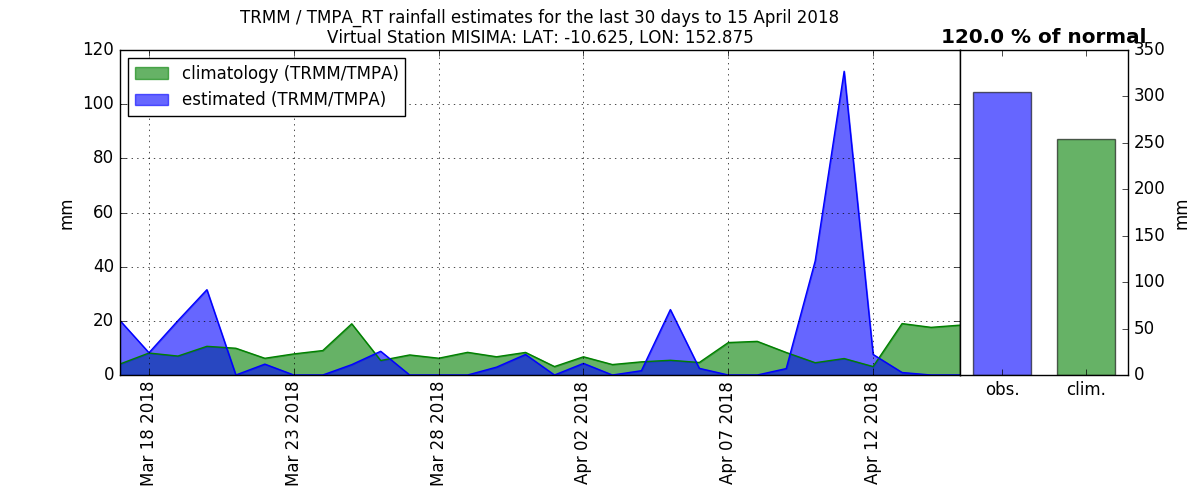 TRMM / TMPA_RT rainfall estimates for the last 30 days to 15 April 2018
Virtual Station MISIMA: LAT: -10.625, LON: 152.875
120.0 % of normal
climatology (TRMM/TMPA)
estimated (TRMM/TMPA)
mm
120
100
80
60
40
20
0
Mar 18 2018
Mar 23 2018
Mar 28 2018
Apr 02 2018
Apr 07 2018
Apr 12 2018
obs.
clim.
350
300
250
200
150
100
50
0
mm